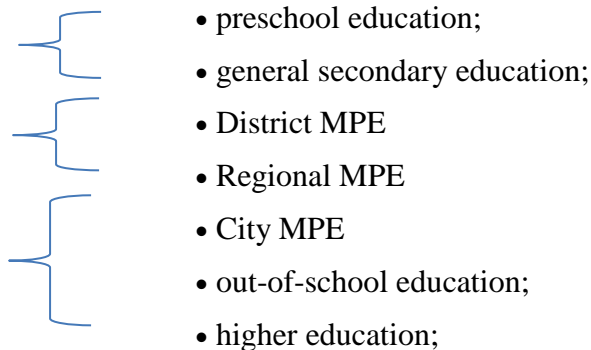 • preschool education;
• general secondary education;
• District MPE
• Regional MPE
• City MPE
• out-of-school education;
• higher education;